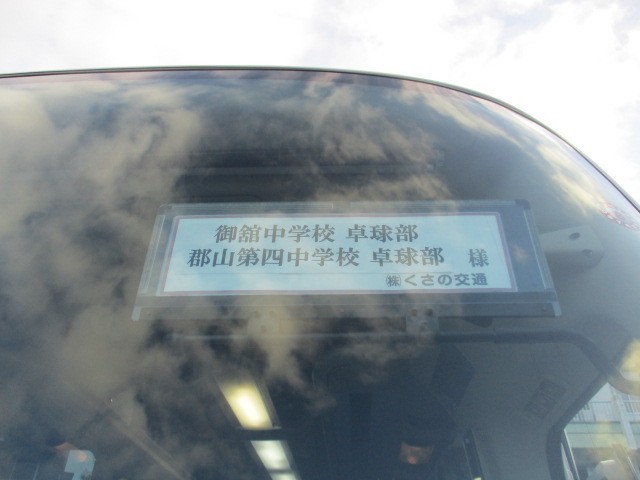 御舘中学校 卓球部
郡山第四中学校 卓球部 様
㈱くさの交通